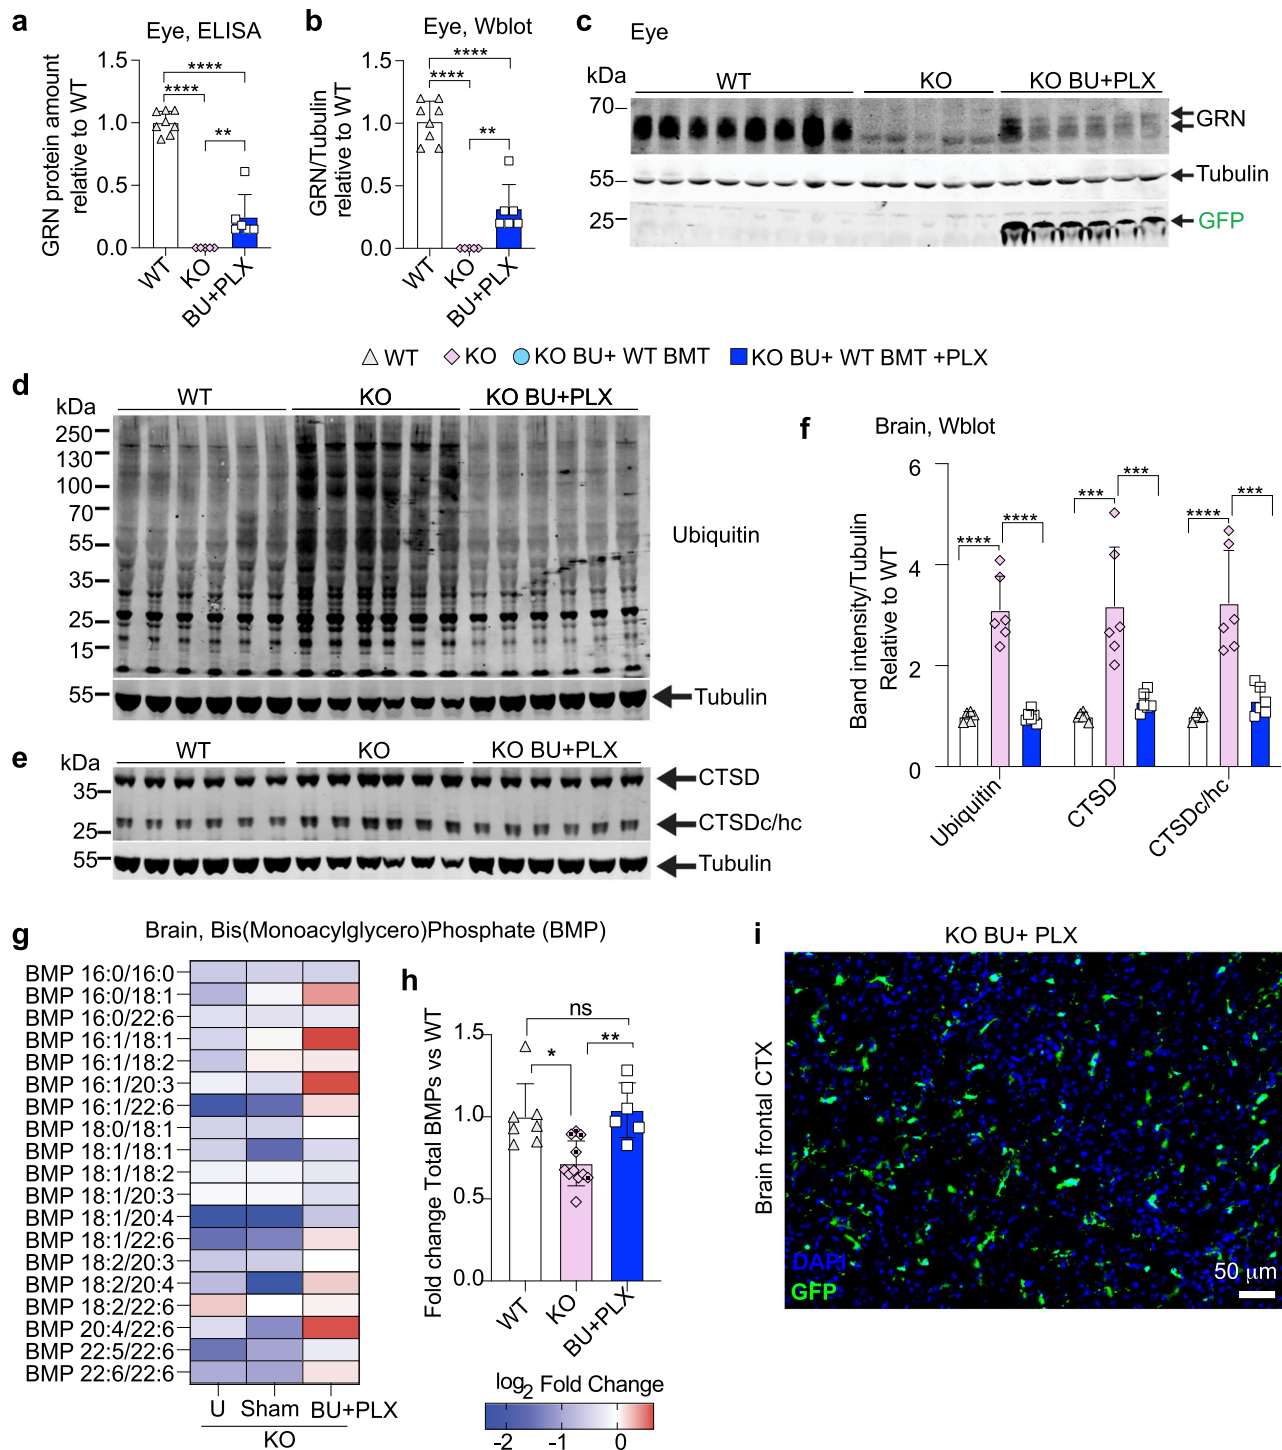 a
Eye, ELISA
GRN protein amount
relative to WT
1.5
1.0
0.5
0.0
****
****
**
WT
KO
BU+PLX
b
Eye, Wblot
GRN/Tubulin
relative to WT
1.5
1.0
0.5
0.0
****
****
**
WT
KO
BU+PLX
c
Eye
kDa
WT
KO
KO BU+PLX
70
GRN
55
Tubulin
25
GFP
WT
KO
KO BU+ WT BMT
KO BU+ WT BMT +PLX
d
kDa
WT
KO
KO BU+PLX
250
130
100
70
55
35
25
15
Ubiquitin
55
Tubulin
e
kDa
WT
KO
KO BU+PLX
35
CTSD
25
CTSDc/hc
55
Tubulin
f
Brain, Wblot
Band intensity/Tubulin
Relative to WT
6
4
2
0
****
****
***
***
****
***
Ubiquitin
CTSD
CTSDc/hc
g
Brain, Bis(Monoacylglycero)Phosphate (BMP)
BMP 16:0/16:0
BMP 16:0/18:1
BMP 16:0/22:6
BMP 16:1/18:1
BMP 16:1/18:2
BMP 16:1/20:3
BMP 16:1/22:6
BMP 18:0/18:1
BMP 18:1/18:1
BMP 18:1/18:2
BMP 18:1/20:3
BMP 18:1/20:4
BMP 18:1/22:6
BMP 18:2/20:3
BMP 18:2/20:4
BMP 18:2/22:6
BMP 20:4/22:6
BMP 22:5/22:6
BMP 22:6/22:6
U
Sham
BU+PLX
KO
h
Fold change Total BMPs vs WT
1.5
1.0
0.5
0.0
ns
*
**
WT
KO
BU+PLX
log2 Fold Change
-2
-1
0
i
KO BU+ PLX
Brain frontal CTX
DAPI
GFP
50 μm